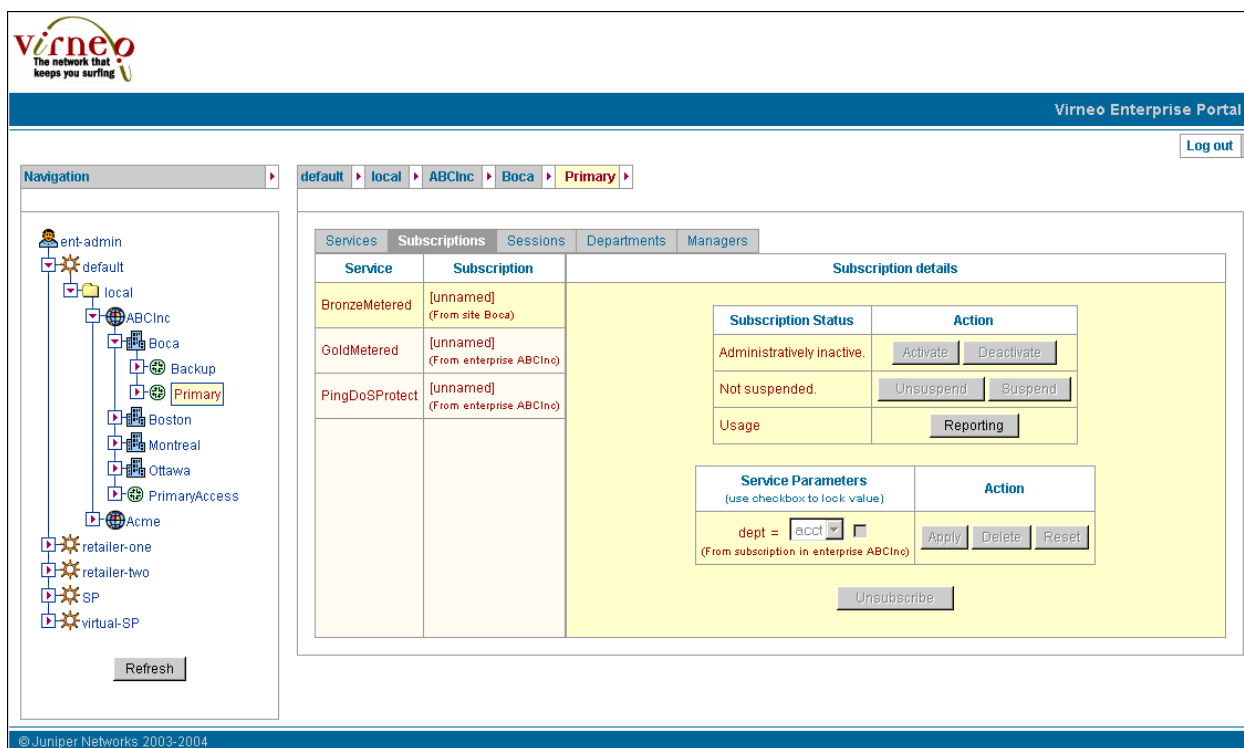 Virneo
The network that
keeps you surfing
Virneo Enterprise Portal
Log out
Navigation
default local ABCInc Boca Primary
ent-admin
default
local
ABCInc
Boca
Backup
Primary
Boston
Montreal
Ottawa
PrimaryAccess
Acme
retailer-one
retailer-two
SP
virtual-SP
Refresh
Services Subscriptions Sessions Departments Managers
Service Subscription Subscription details
BronzeMetered [unnamed]
(From site Boca)
GoldMetered [unnamed]
(From enterprise ABCInc)
PingDoSProtect [unnamed]
(From enterprise ABCInc)
Subscription Status Action
Administratively inactive. Activate Deactivate
Not suspended. Unsuspend Suspend
Usage Reporting
Service Parameters
(use checkbox to lock value)
Action
dept = acct
(From subscription in enterprise ABCInc)
Apply Delete Reset
Unsubscribe
© Juniper Networks 2003-2004